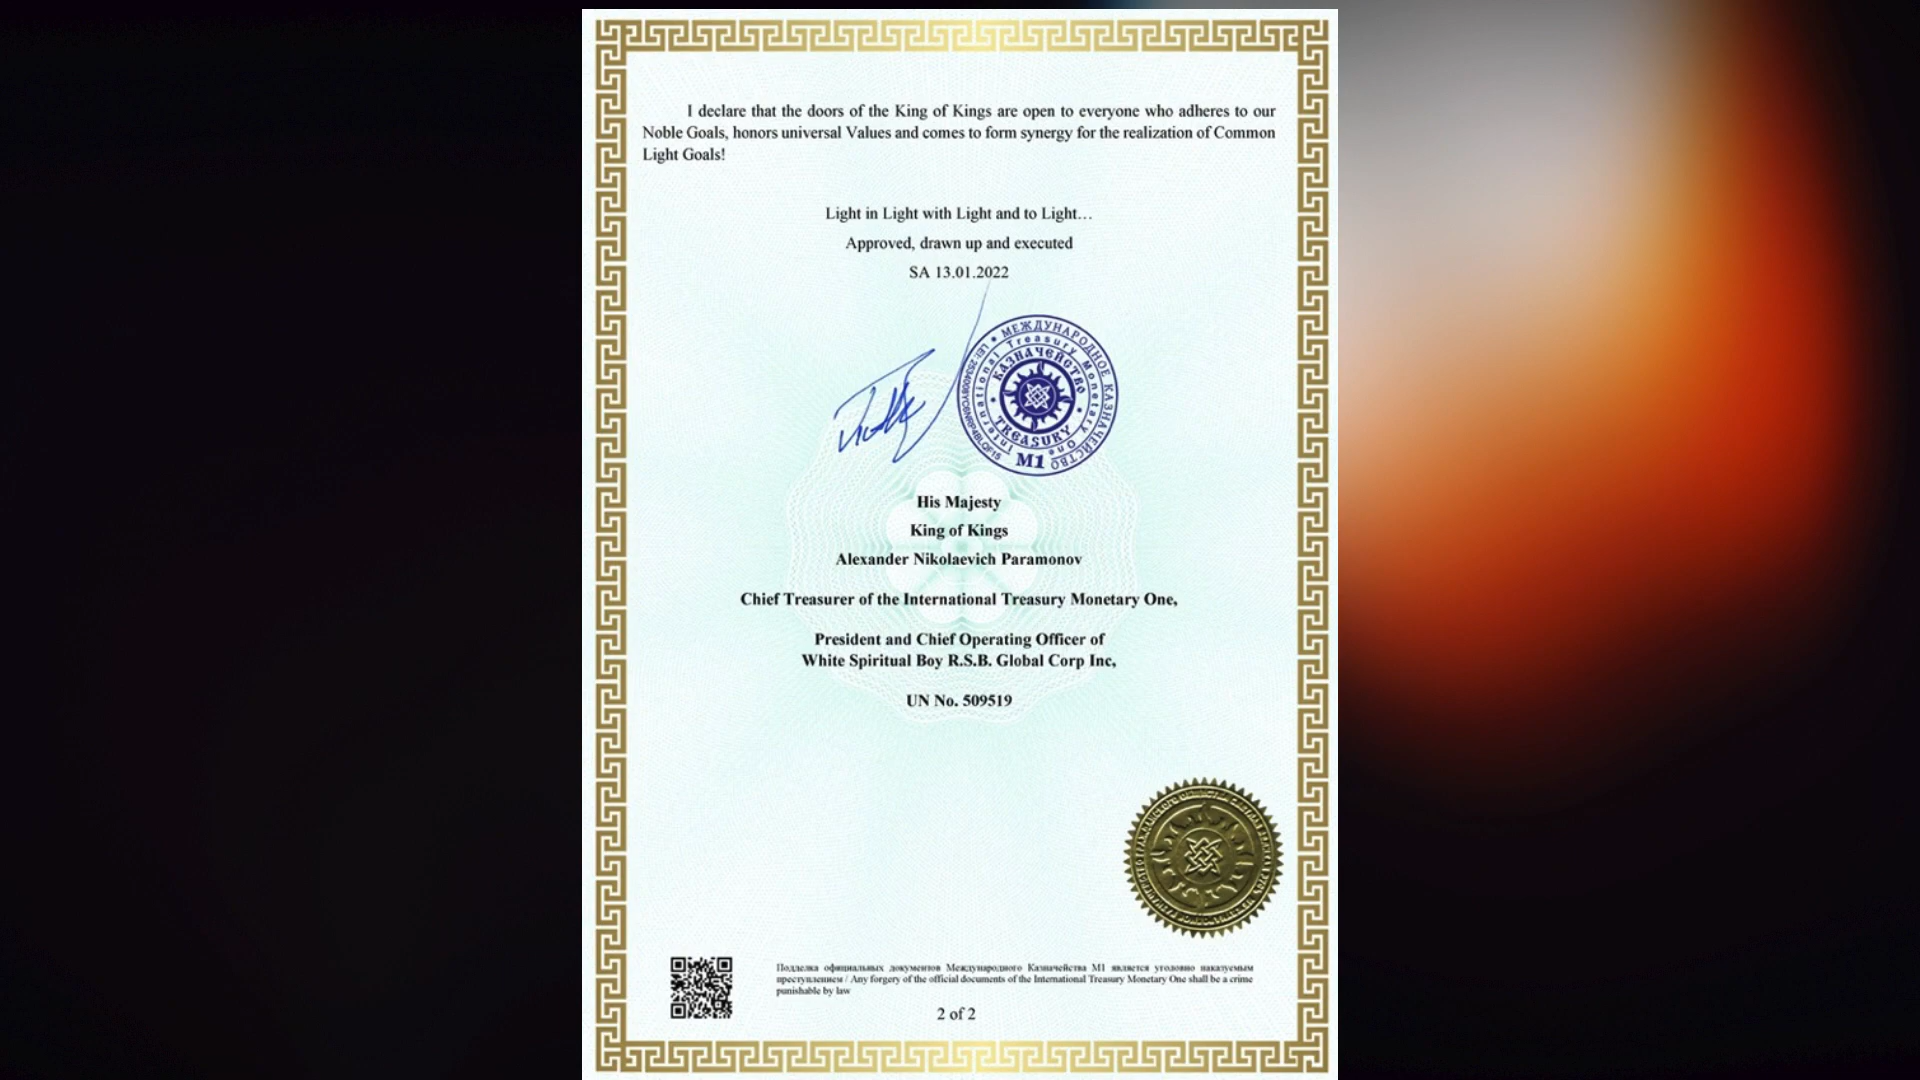 I declare that the doors of the King of Kings are open to everyone who adheres to our
Noble Goals, honors universal Values and comes to form synergy for the realization of Common
Light Goals!
Light in Light with Light and to Light…
Approved, drawn up and executed
SA 13.01.2022
МЕЖДУНАРОДНОЕ КАЗНАЧЕЙСТВО
International Treasury Monetary One
КАЗНАЧЕЙСТВО
TREASURY
M1
His Majesty
King of Kings
Alexander Nikolaevich Paramonov
Chief Treasurer of the International Treasury Monetary One,
President and Chief Operating Officer of
White Spiritual Boy R.S.B. Global Corp Inc,
UN No. 509519
Подделка официальных документов Международного Казначейства М1 является уголовно наказуемым
преступлением / Any forgery of the official documents of the International Treasury Monetary One shall be a crime
punishable by law
2 of 2